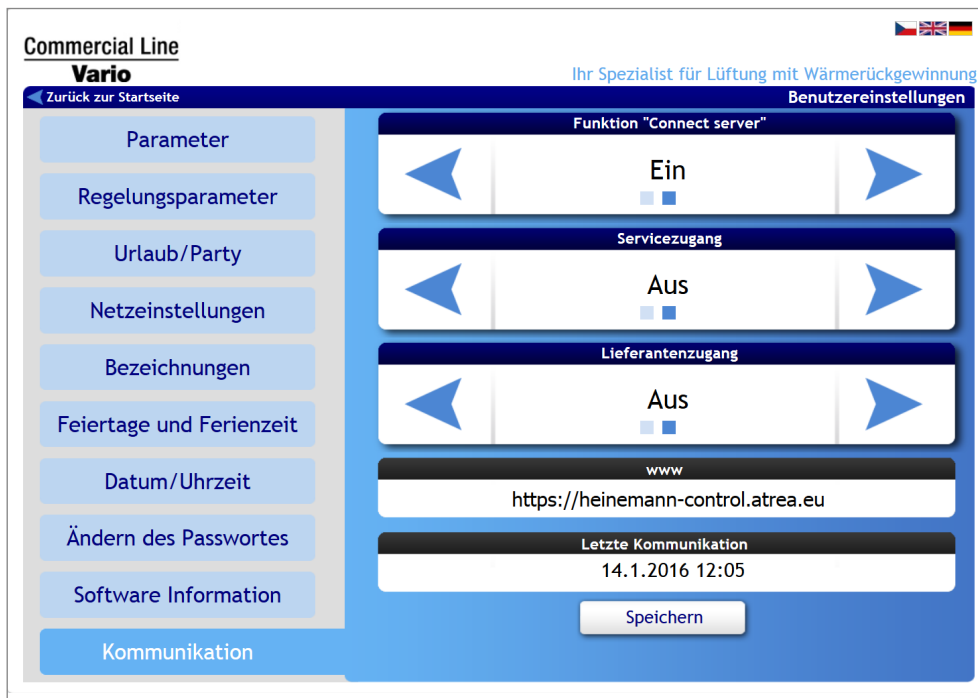 Commercial Line
Vario
Ihr Spezialist für Lüftung mit Wärmerückgewinnung
Zurück zur Startseite
Benutzereinstellungen
Parameter
Regelungsparameter
Urlaub/Party
Netzeinstellungen
Bezeichnungen
Feiertage und Ferienzeit
Datum/Uhrzeit
Ändern des Passwortes
Software Information
Kommunikation
Funktion "Connect server"
Ein
Servicezugang
Aus
Lieferantenzugang
Aus
www
https://heinemann-control.atrea.eu
Letzte Kommunikation
14.1.2016 12:05
Speichern